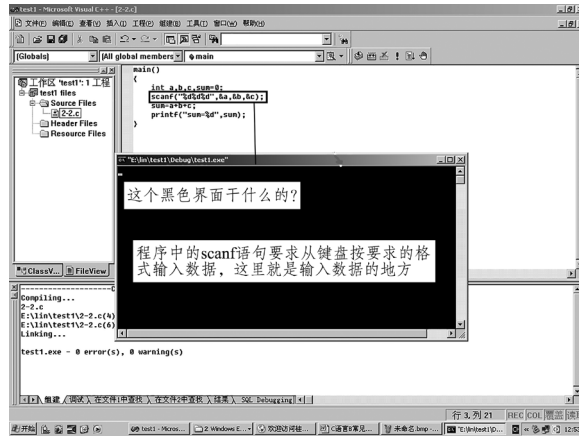 test1 - Microsoft Visual C++ - [2-2.c]
文件(F) 编辑(E) 查看(V) 插入(I) 工程(P) 组建(B) 工具(T) 窗口(W) 帮助(H)
(Globals)
[All global members
main
工作区 'test1': 1 工程
test1 files
Source Files
2-2.c
Header Files
Resource Files
ClassV...
FileView
main()
{
int a,b,c,sum=0;
scanf("%d%d%d",&a,&b,&c);
sum=a+b+c;
printf("sum=%d",sum);
}
"E:\lin\test1\Debug\test1.exe"
这个黑色界面干什么的?
程序中的scanf语句要求从键盘按要求的格
式输入数据，这里就是输入数据的地方
Compiling...
2-2.c
E:\lin\test1\2-2.c(4)
E:\lin\test1\2-2.c(6)
Linking...
test1.exe - 0 error(s), 0 warning(s)
组建 调试 在文件1中查找 在文件2中查找 结果 SQL Debugging
行 3, 列 21 REC COL 覆盖 读
开始
test1 - Micros...
2 Windows E...
欢迎访问桂...
C语言8常见...
未命名.bmp -...
"E:\lin\test1\D...